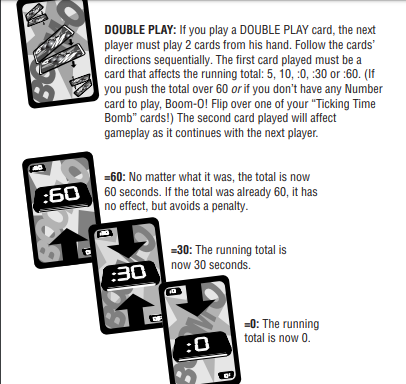 DOUBLE PLAY: If you play a DOUBLE PLAY card, the next
player must play 2 cards from his hand. Follow the cards'
directions sequentially. The first card played must be a
card that affects the running total: 5, 10, :0, :30 or :60. (If
you push the total over 60 or if you don't have any Number
card to play, Boom-O! Flip over one of your "Ticking Time
Bomb" cards!) The second card played will affect
gameplay as it continues with the next player.
:60
=60: No matter what it was, the total is now
60 seconds. If the total was already 60, it has
no effect, but avoids a penalty.
:30
=30: The running total is
now 30 seconds.
:0
=0: The running
total is now 0.